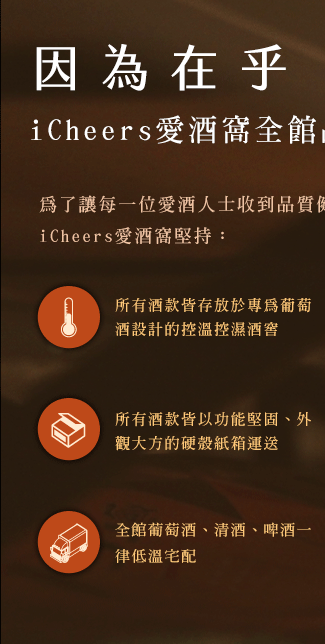 因為在乎
iCheers愛酒窩全館
為了讓每一位愛酒人士收到品質
iCheers愛酒窩堅持：
所有酒款皆存放於專為葡萄
酒設計的控溫控濕酒窖
所有酒款皆以功能堅固、外
觀大方的硬殼紙箱運送
全館葡萄酒、清酒、啤酒一
律低溫宅配